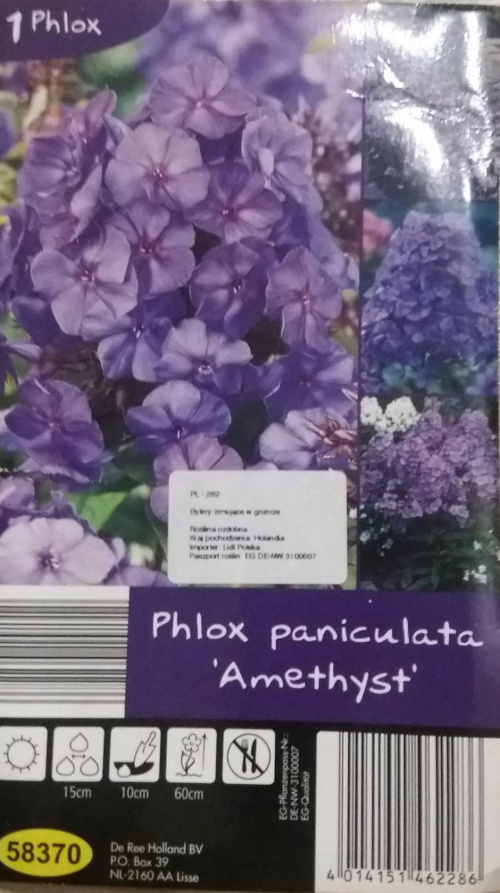 1 Phlox
PL - 282
Byliny zimujące w gruncie
Roślina ozdobna
Kraj pochodzenia: Holandia
Importer: Lidl Polska
Paszport roślin: EG DE-NW 3100007
Phlox paniculata
'Amethyst'
15cm
10cm
60cm
EG-Pflanzenpass-Nr.:
DE-NW-3100007
EG-Qualität
58370
De Ree Holland BV
P.O. Box 39
NL-2160 AA Lisse
4 014151 462286